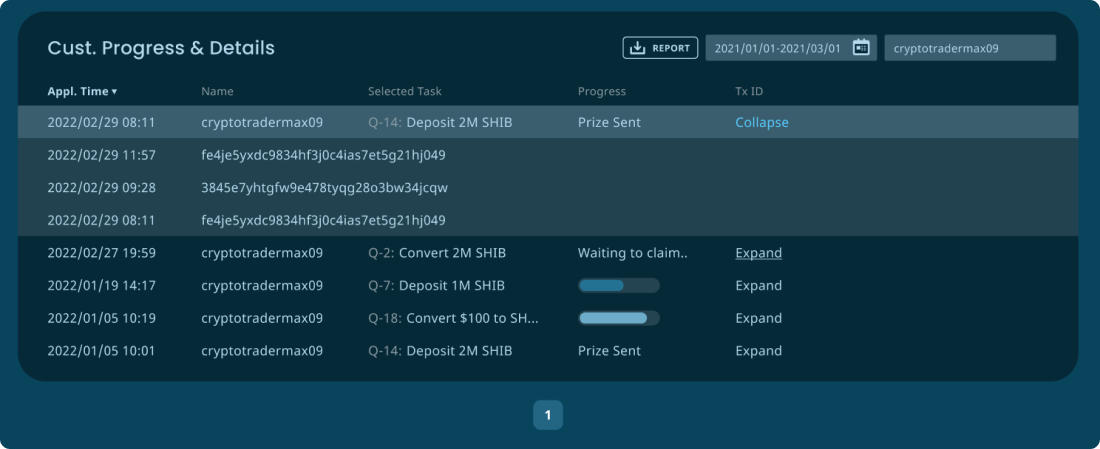 Cust. Progress & Details
REPORT 2021/01/01-2021/03/01 cryptotradermax09
Appl. Time ▾ Name Selected Task Progress Tx ID
2022/02/29 08:11 cryptotradermax09 Q-14: Deposit 2M SHIB Prize Sent Collapse
2022/02/29 11:57 fe4je5yxdc9834hf3j0c4ias7et5g21hj049
2022/02/29 09:28 3845e7yhtgfw9e478tyqg28o3bw34jcqw
2022/02/29 08:11 fe4je5yxdc9834hf3j0c4ias7et5g21hj049
2022/02/27 19:59 cryptotradermax09 Q-2: Convert 2M SHIB Waiting to claim.. Expand
2022/01/19 14:17 cryptotradermax09 Q-7: Deposit 1M SHIB Expand
2022/01/05 10:19 cryptotradermax09 Q-18: Convert $100 to SH... Expand
2022/01/05 10:01 cryptotradermax09 Q-14: Deposit 2M SHIB Prize Sent Expand
1